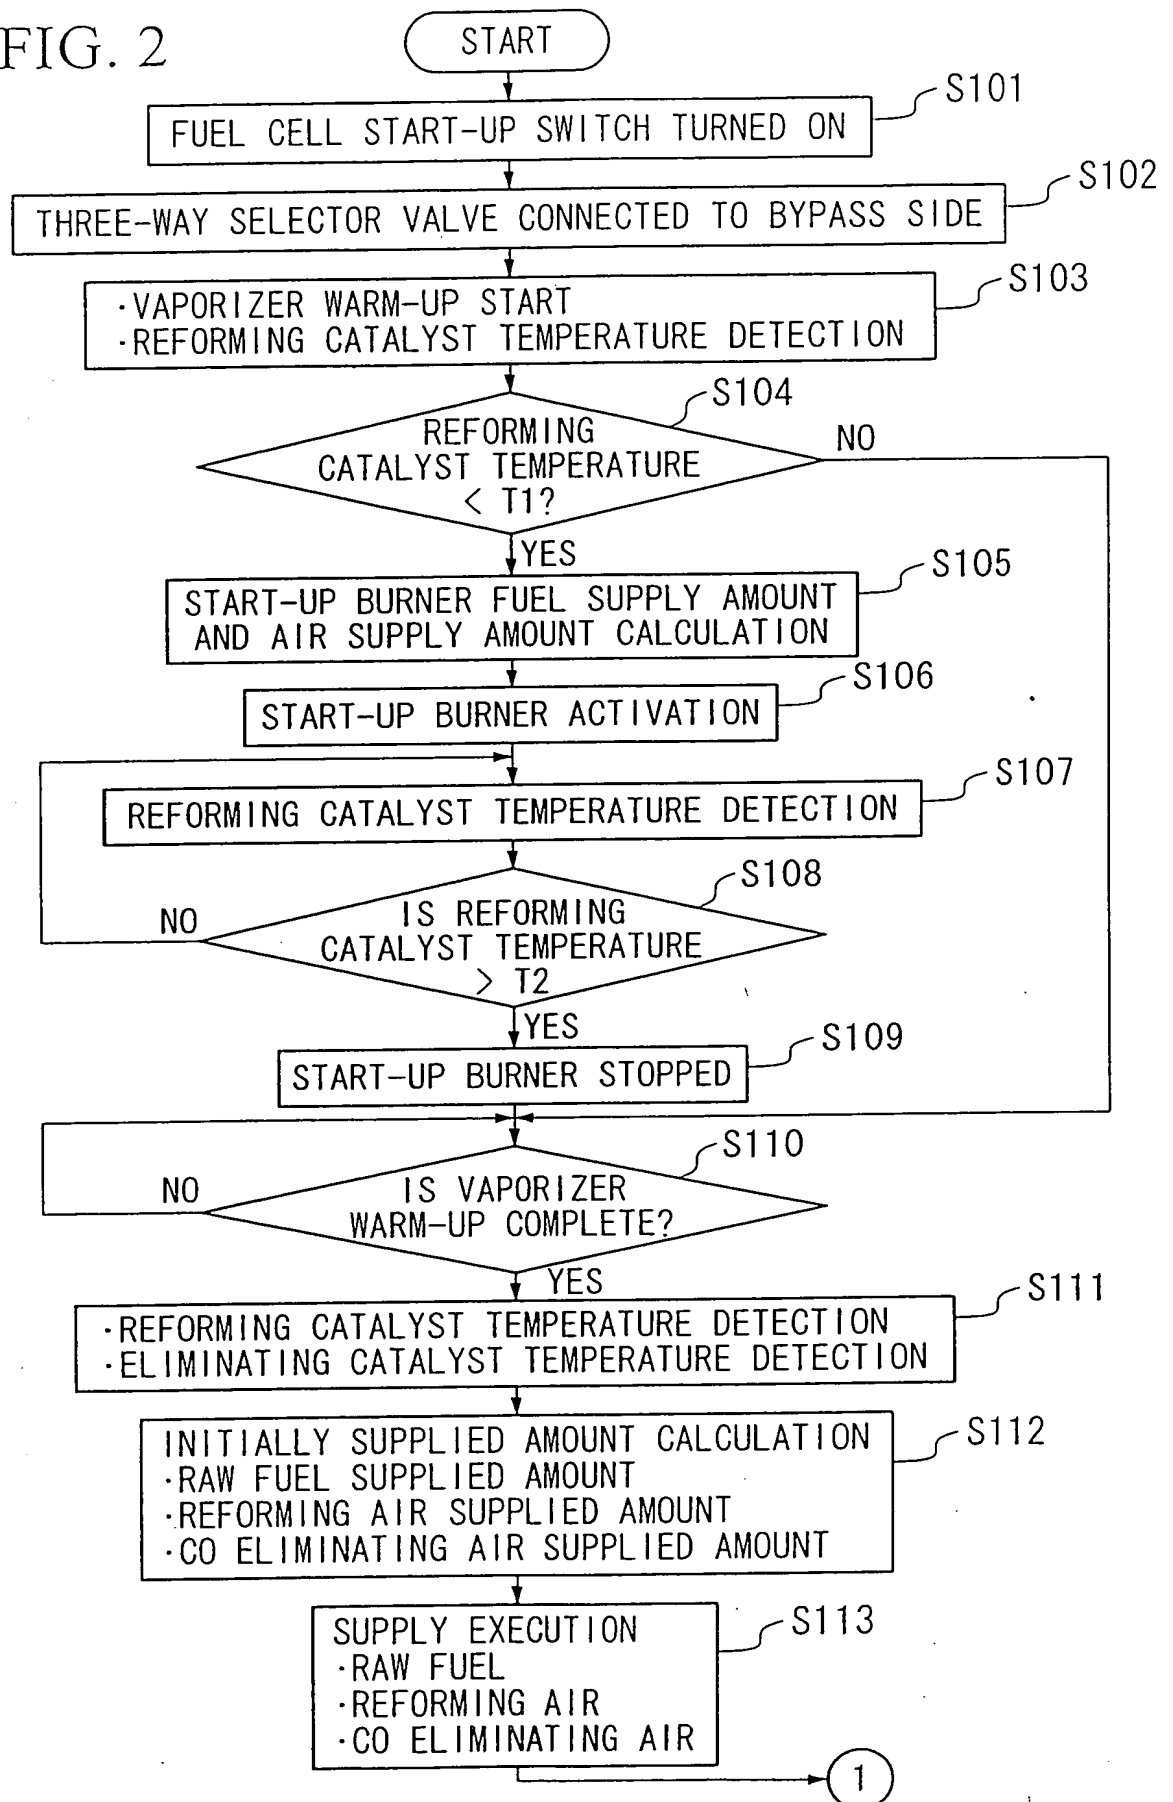 FIG. 2
START
S101
FUEL CELL START-UP SWITCH TURNED ON
S102
THREE-WAY SELECTOR VALVE CONNECTED TO BYPASS SIDE
S103
·VAPORIZER WARM-UP START
·REFORMING CATALYST TEMPERATURE DETECTION
S104
REFORMING
CATALYST TEMPERATURE
< T1?
NO
YES
S105
START-UP BURNER FUEL SUPPLY AMOUNT
AND AIR SUPPLY AMOUNT CALCULATION
S106
START-UP BURNER ACTIVATION
S107
REFORMING CATALYST TEMPERATURE DETECTION
S108
IS REFORMING
CATALYST TEMPERATURE
> T2
NO
YES
S109
START-UP BURNER STOPPED
S110
IS VAPORIZER
WARM-UP COMPLETE?
NO
YES
S111
·REFORMING CATALYST TEMPERATURE DETECTION
·ELIMINATING CATALYST TEMPERATURE DETECTION
S112
INITIALLY SUPPLIED AMOUNT CALCULATION
·RAW FUEL SUPPLIED AMOUNT
·REFORMING AIR SUPPLIED AMOUNT
·CO ELIMINATING AIR SUPPLIED AMOUNT
S113
SUPPLY EXECUTION
·RAW FUEL
·REFORMING AIR
·CO ELIMINATING AIR
1